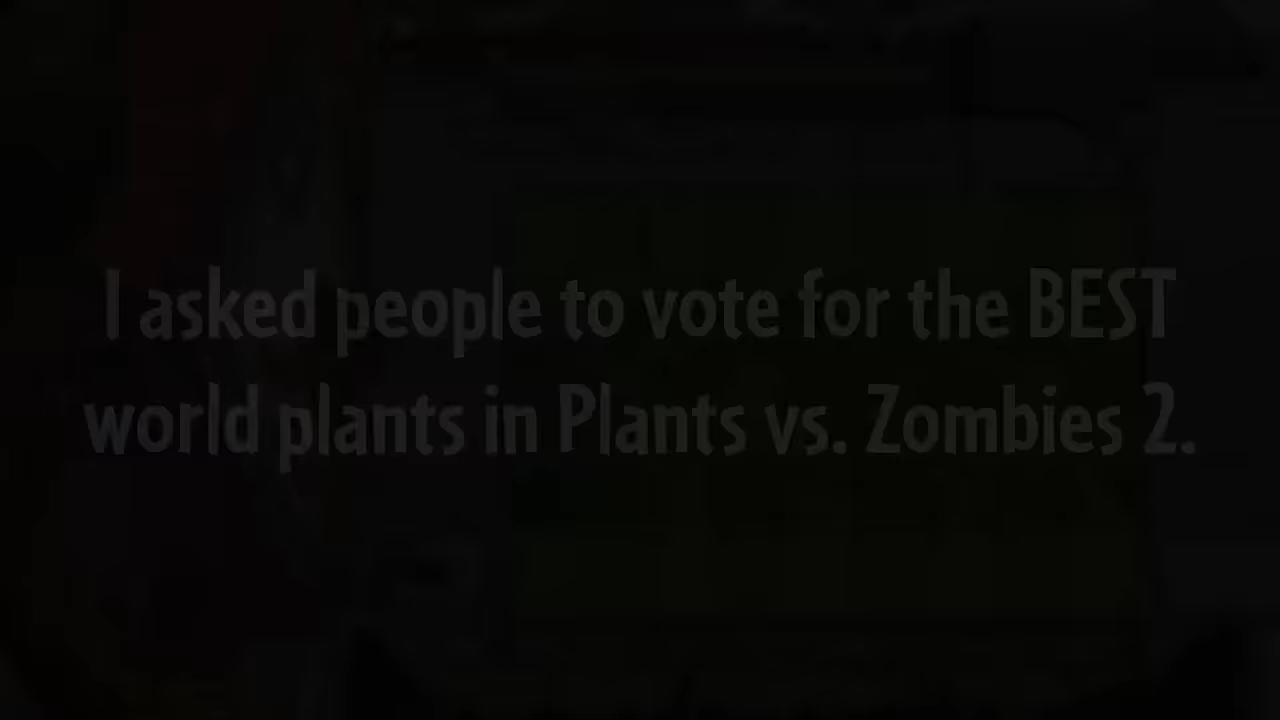 I asked people to vote for the BEST
world plants in Plants vs. Zombies 2.